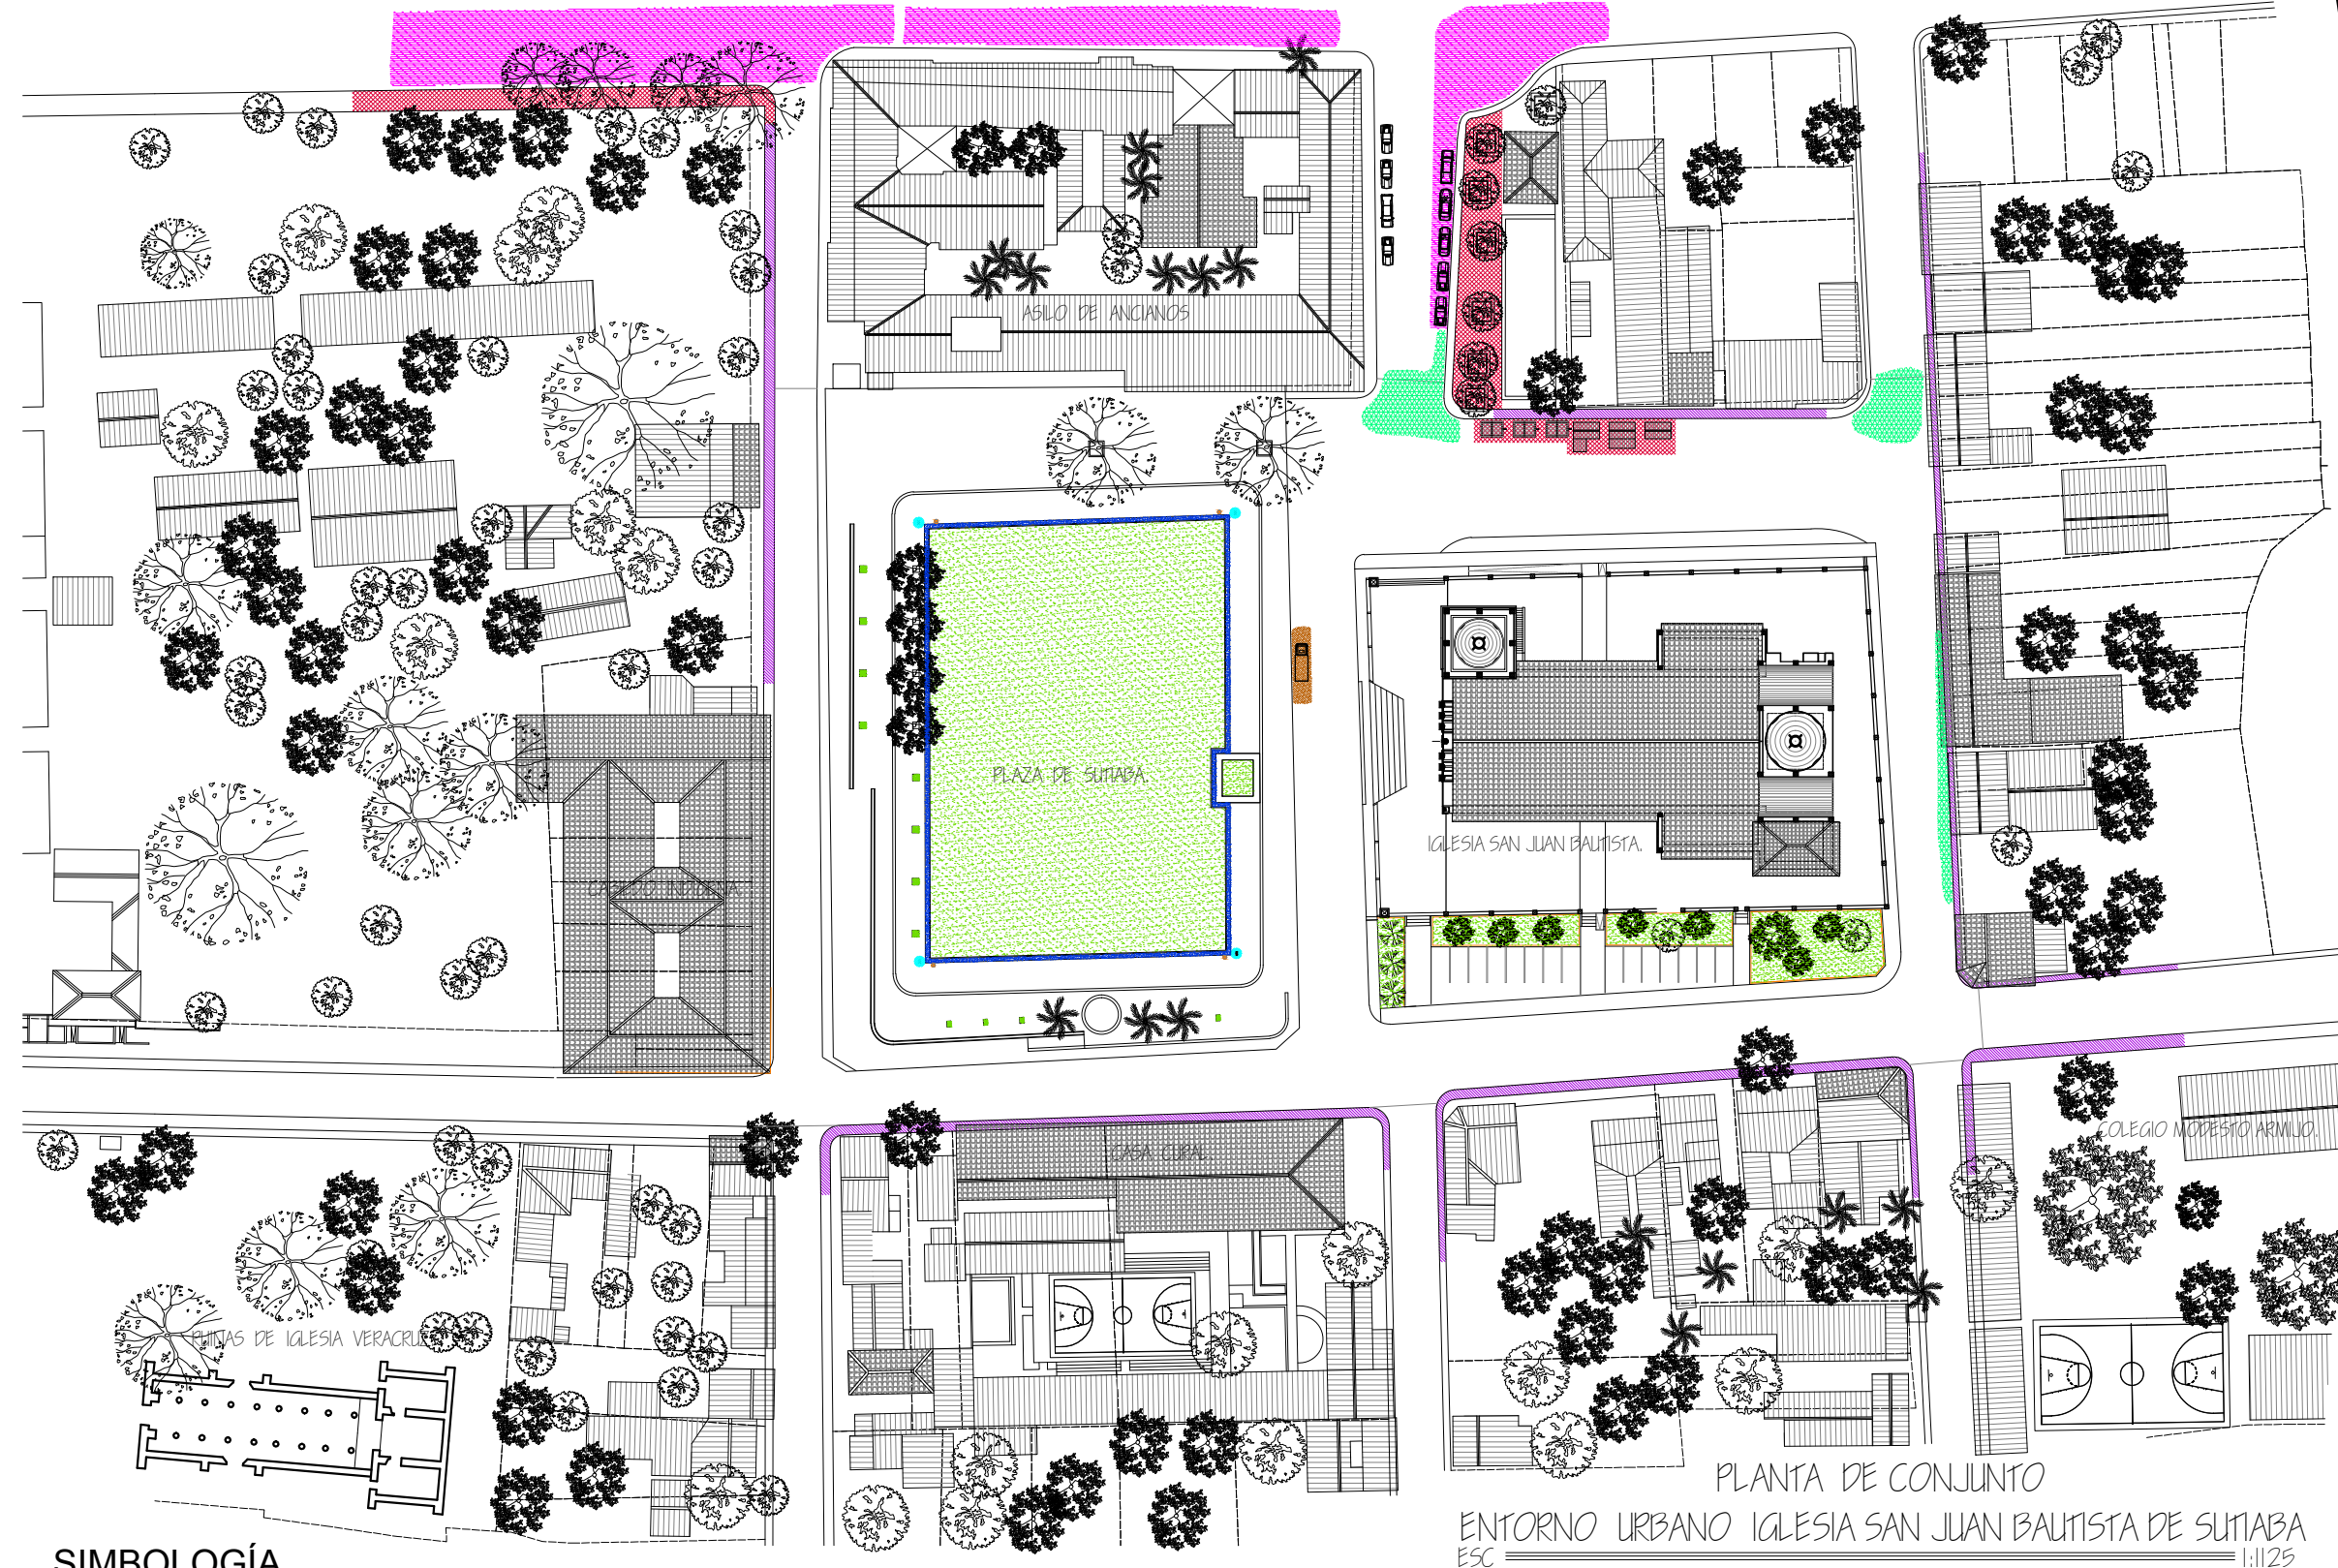 ASILO DE ANCIANOS
PLAZA DE SUTIABA.
IGLESIA SAN JUAN BAUTISTA.
CASA CURAL.
COLEGIO MODESTO ARMIJO.
RUINAS DE IGLESIA VERACRUZ
PLANTA DE CONJUNTO
ENTORNO URBANO IGLESIA SAN JUAN BAUTISTA DE SUTIABA
ESC 1:1125
SIMBOLOGÍA